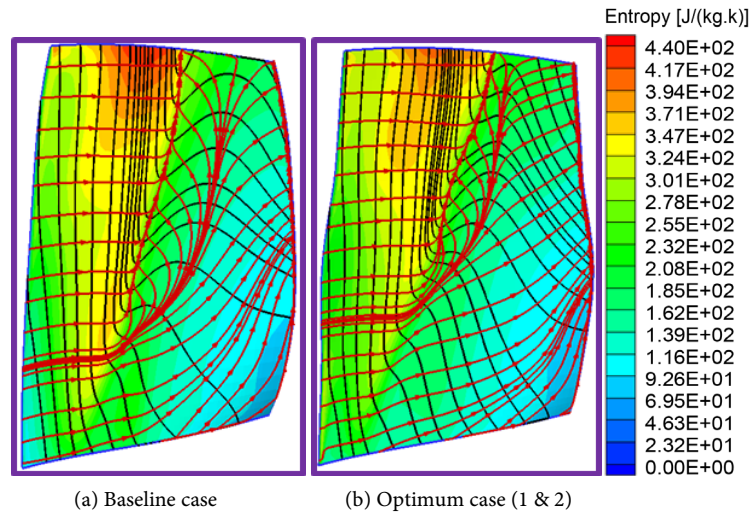 Entropy [J/(kg.k)]
4.40E+02
4.17E+02
3.94E+02
3.71E+02
3.47E+02
3.24E+02
3.01E+02
2.78E+02
2.55E+02
2.32E+02
2.08E+02
1.85E+02
1.62E+02
1.39E+02
1.16E+02
9.26E+01
6.95E+01
4.63E+01
2.32E+01
0.00E+00
(a) Baseline case
(b) Optimum case (1 & 2)